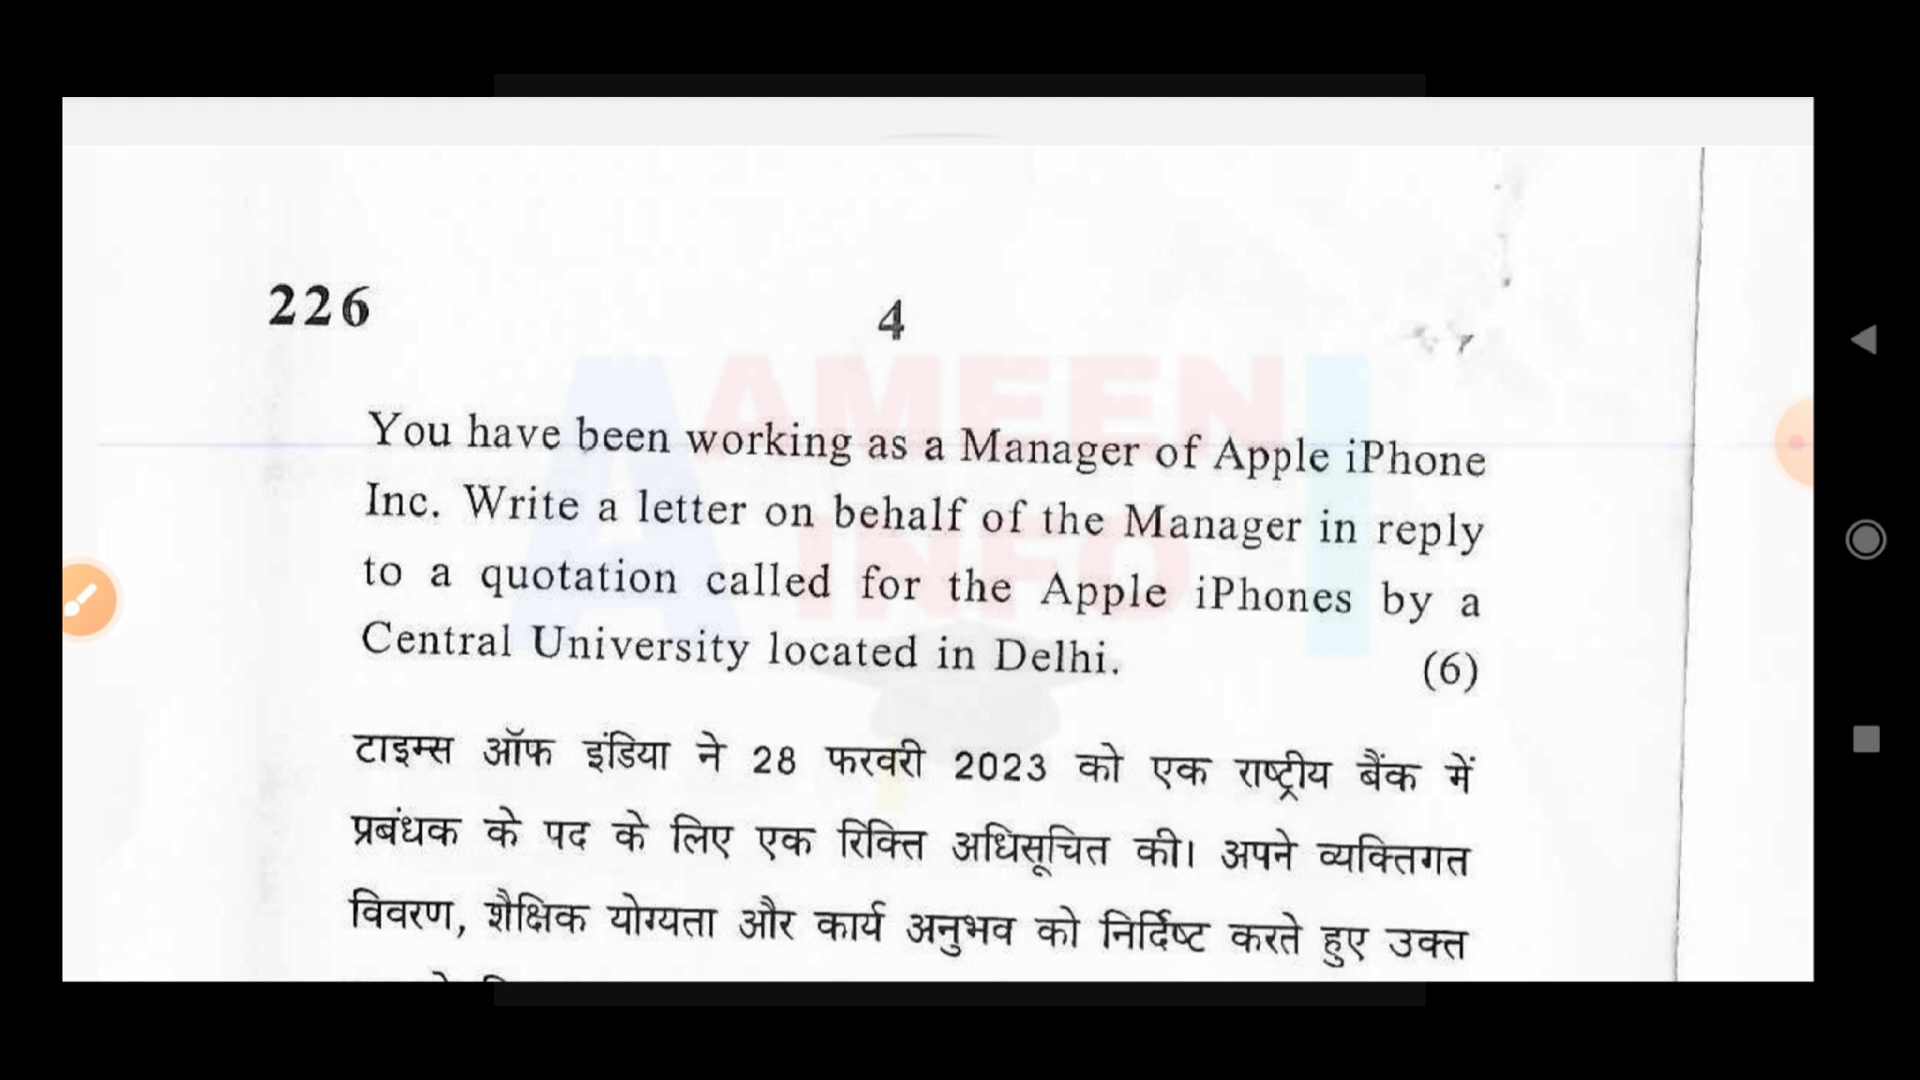 226
4
AMEEN
INFO
You have been working as a Manager of Apple iPhone
Inc. Write a letter on behalf of the Manager in reply
to a quotation called for the Apple iPhones by a
Central University located in Delhi.
(6)
टाइम्स ऑफ इंडिया ने 28 फरवरी 2023 को एक राष्ट्रीय बैंक में
प्रबंधक के पद के लिए एक रिक्ति अधिसूचित की। अपने व्यक्तिगत
विवरण, शैक्षिक योग्यता और कार्य अनुभव को निर्दिष्ट करते हुए उक्त